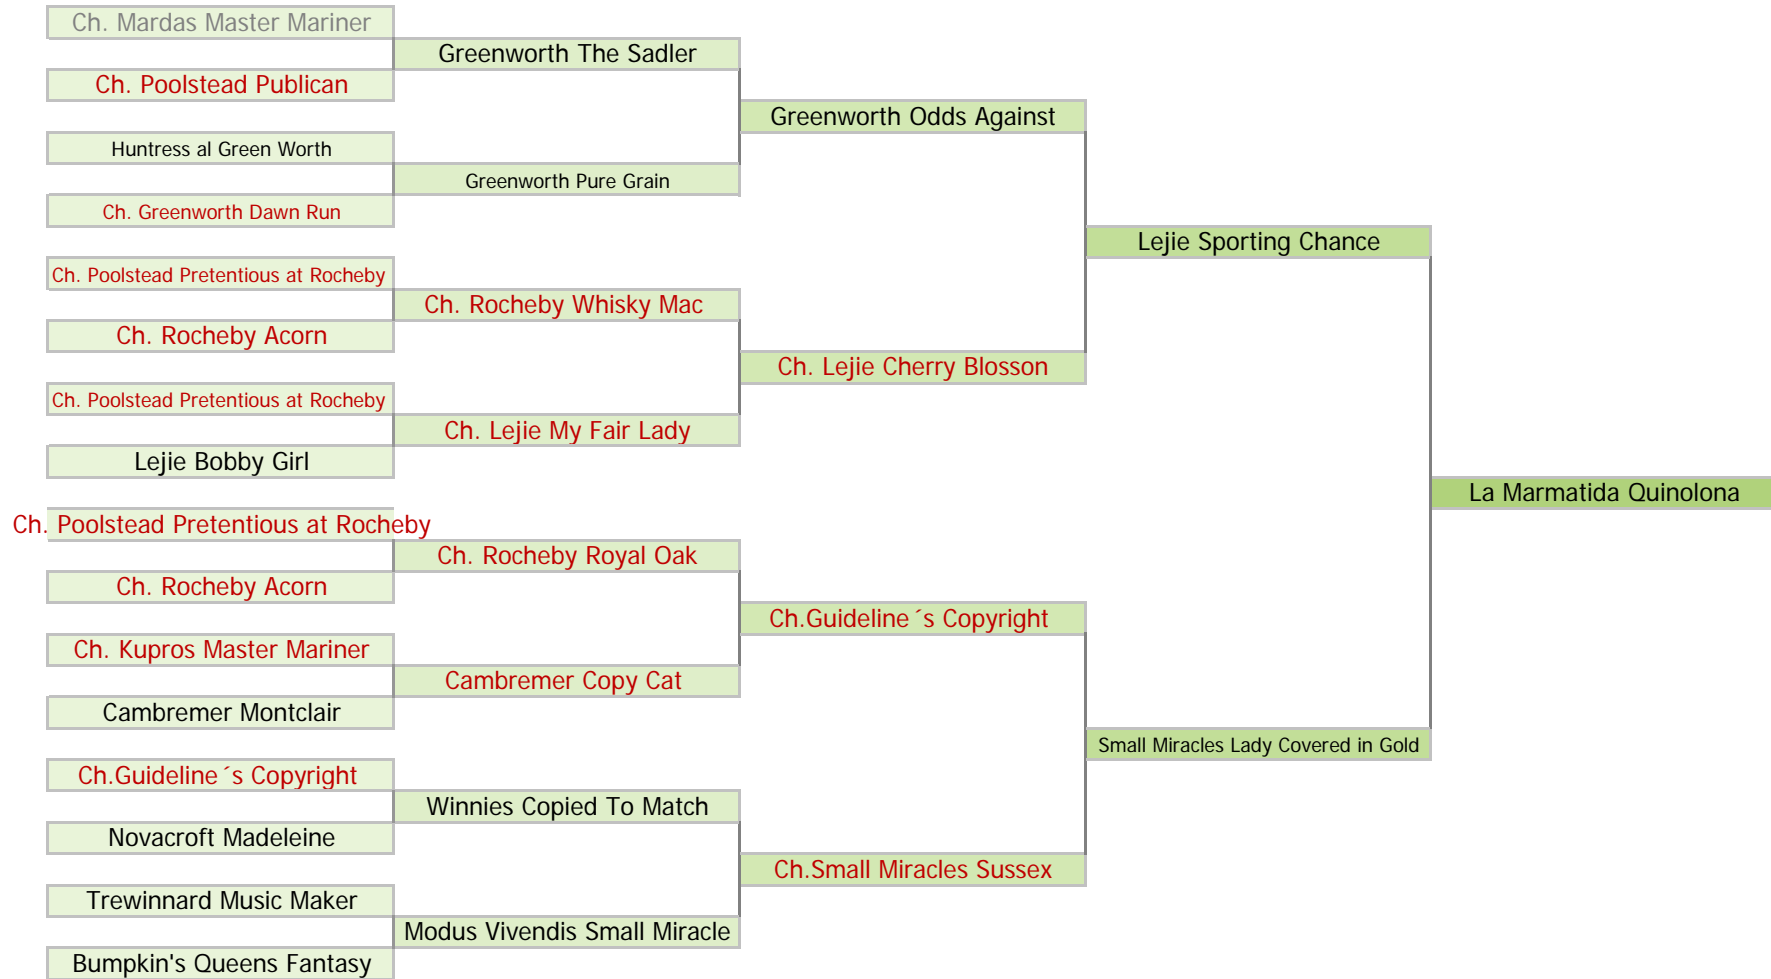 Ch. Mardas Master Mariner
Greenworth The Sadler
Ch. Poolstead Publican
Greenworth Odds Against
Huntress al Green Worth
Greenworth Pure Grain
Ch. Greenworth Dawn Run
Lejie Sporting Chance
Ch. Poolstead Pretentious at Rocheby
Ch. Rocheby Whisky Mac
Ch. Rocheby Acorn
Ch. Lejie Cherry Blosson
Ch. Poolstead Pretentious at Rocheby
Ch. Lejie My Fair Lady
Lejie Bobby Girl
La Marmatida Quinolona
Ch. Poolstead Pretentious at Rocheby
Ch. Rocheby Royal Oak
Ch. Rocheby Acorn
Ch.Guideline´s Copyright
Ch. Kupros Master Mariner
Cambremer Copy Cat
Cambremer Montclair
Small Miracles Lady Covered in Gold
Ch.Guideline´s Copyright
Winnies Copied To Match
Novacroft Madeleine
Ch.Small Miracles Sussex
Trewinnard Music Maker
Modus Vivendis Small Miracle
Bumpkin's Queens Fantasy